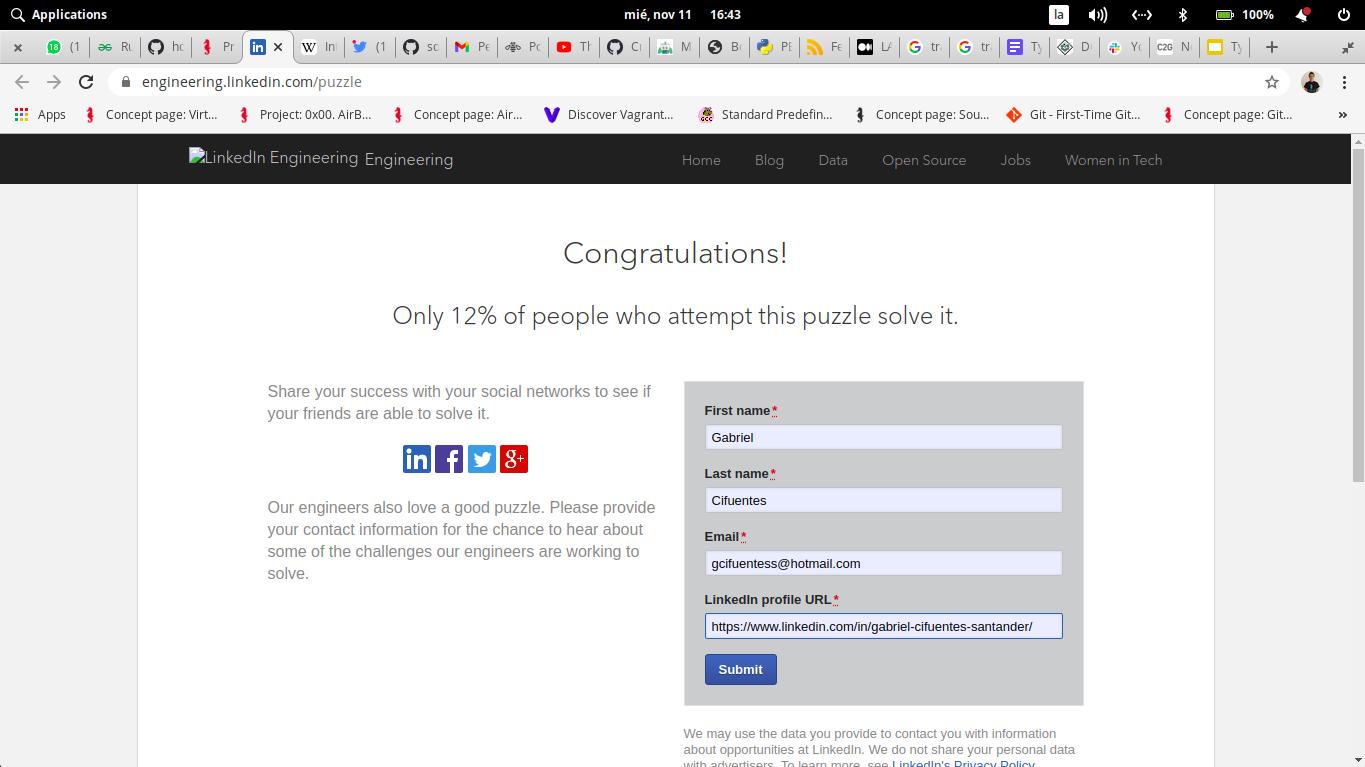 Applications
mié, nov 11 16:43
la
100%
18 (1
Ru
ho
Pr
In
(1
sc
Pe
Po
Th
Cr
M
Be
PE
Fe
LA
tra
tra
Ty
D
Yo
C2G N
Ty
engineering.linkedin.com/puzzle
Apps
Concept page: Virt...
Project: 0x00. AirB...
Concept page: Air...
Discover Vagrant...
Standard Predefin...
Concept page: Sou...
Git - First-Time Git...
Concept page: Git...
»
LinkedIn Engineering Engineering
Home
Blog
Data
Open Source
Jobs
Women in Tech
Congratulations!
Only 12% of people who attempt this puzzle solve it.
Share your success with your social networks to see if
your friends are able to solve it.
in f g+
Our engineers also love a good puzzle. Please provide
your contact information for the chance to hear about
some of the challenges our engineers are working to
solve.
First name*
Gabriel
Last name*
Cifuentes
Email*
gcifuentess@hotmail.com
LinkedIn profile URL*
https://www.linkedin.com/in/gabriel-cifuentes-santander/
Submit
We may use the data you provide to contact you with information
about opportunities at LinkedIn. We do not share your personal data
with advertisers. To learn more, see LinkedIn's Privacy Policy.